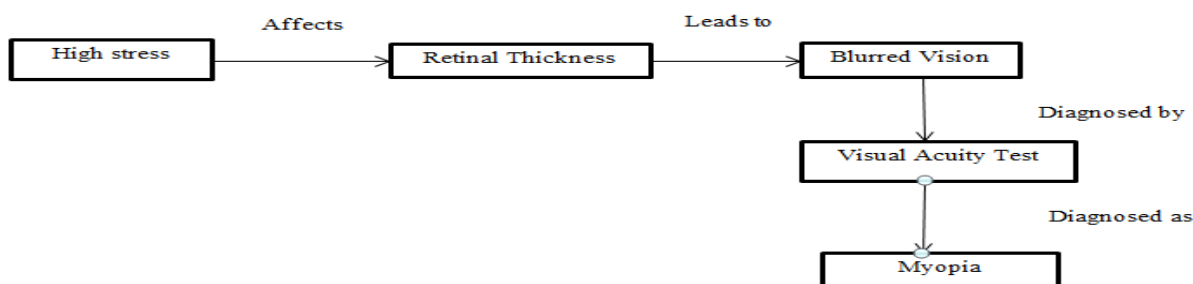 Affects
Leads to
High stress
Retinal Thickness
Blurred Vision
Diagnosed by
Visual Acuity Test
Diagnosed as
Myopia